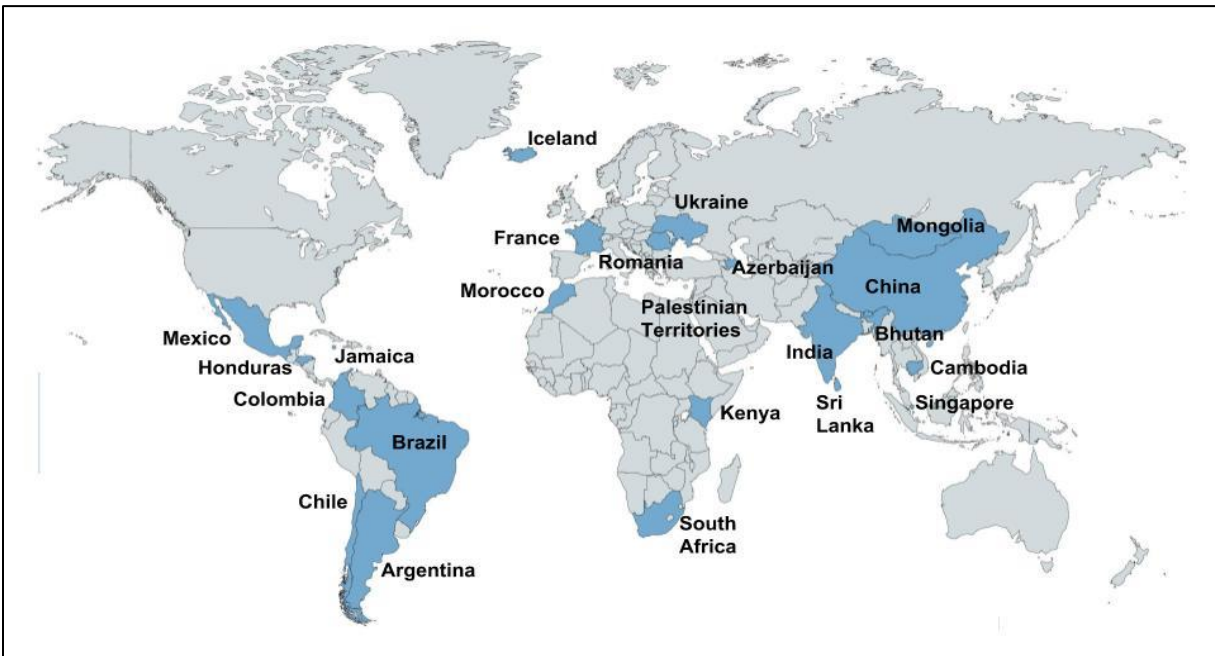 Iceland
Ukraine
Mongolia
France
Romania
Azerbaijan
China
Morocco
Palestinian
Territories
Mexico
Jamaica
Bhutan
India
Honduras
Cambodia
Colombia
Sri
Lanka
Singapore
Kenya
Brazil
Chile
South
Africa
Argentina